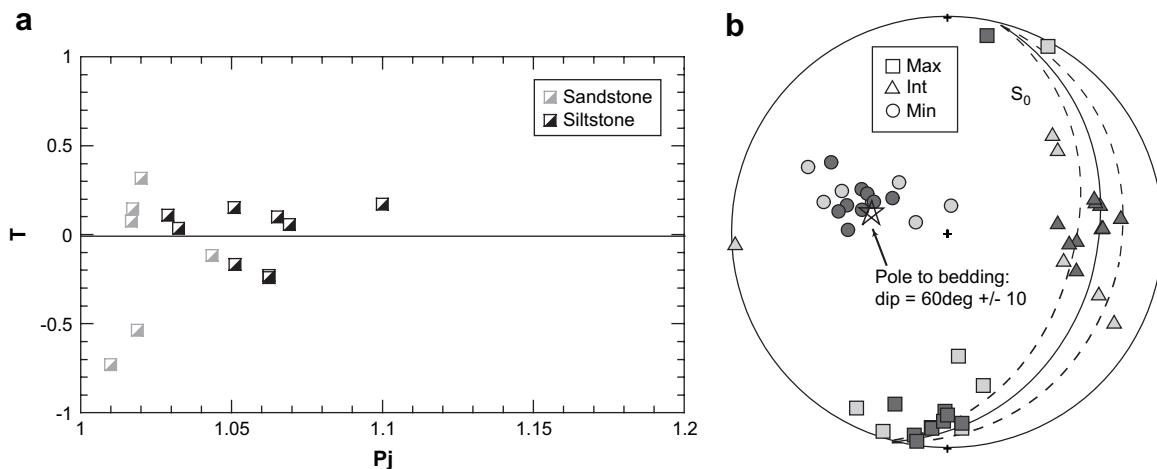 a
1
0.5
0
-0.5
-1
T
1
1.05
1.1
1.15
1.2
Pj
Sandstone
Siltstone
b
Max
Int
Min
S0
Pole to bedding:
dip = 60deg +/- 10